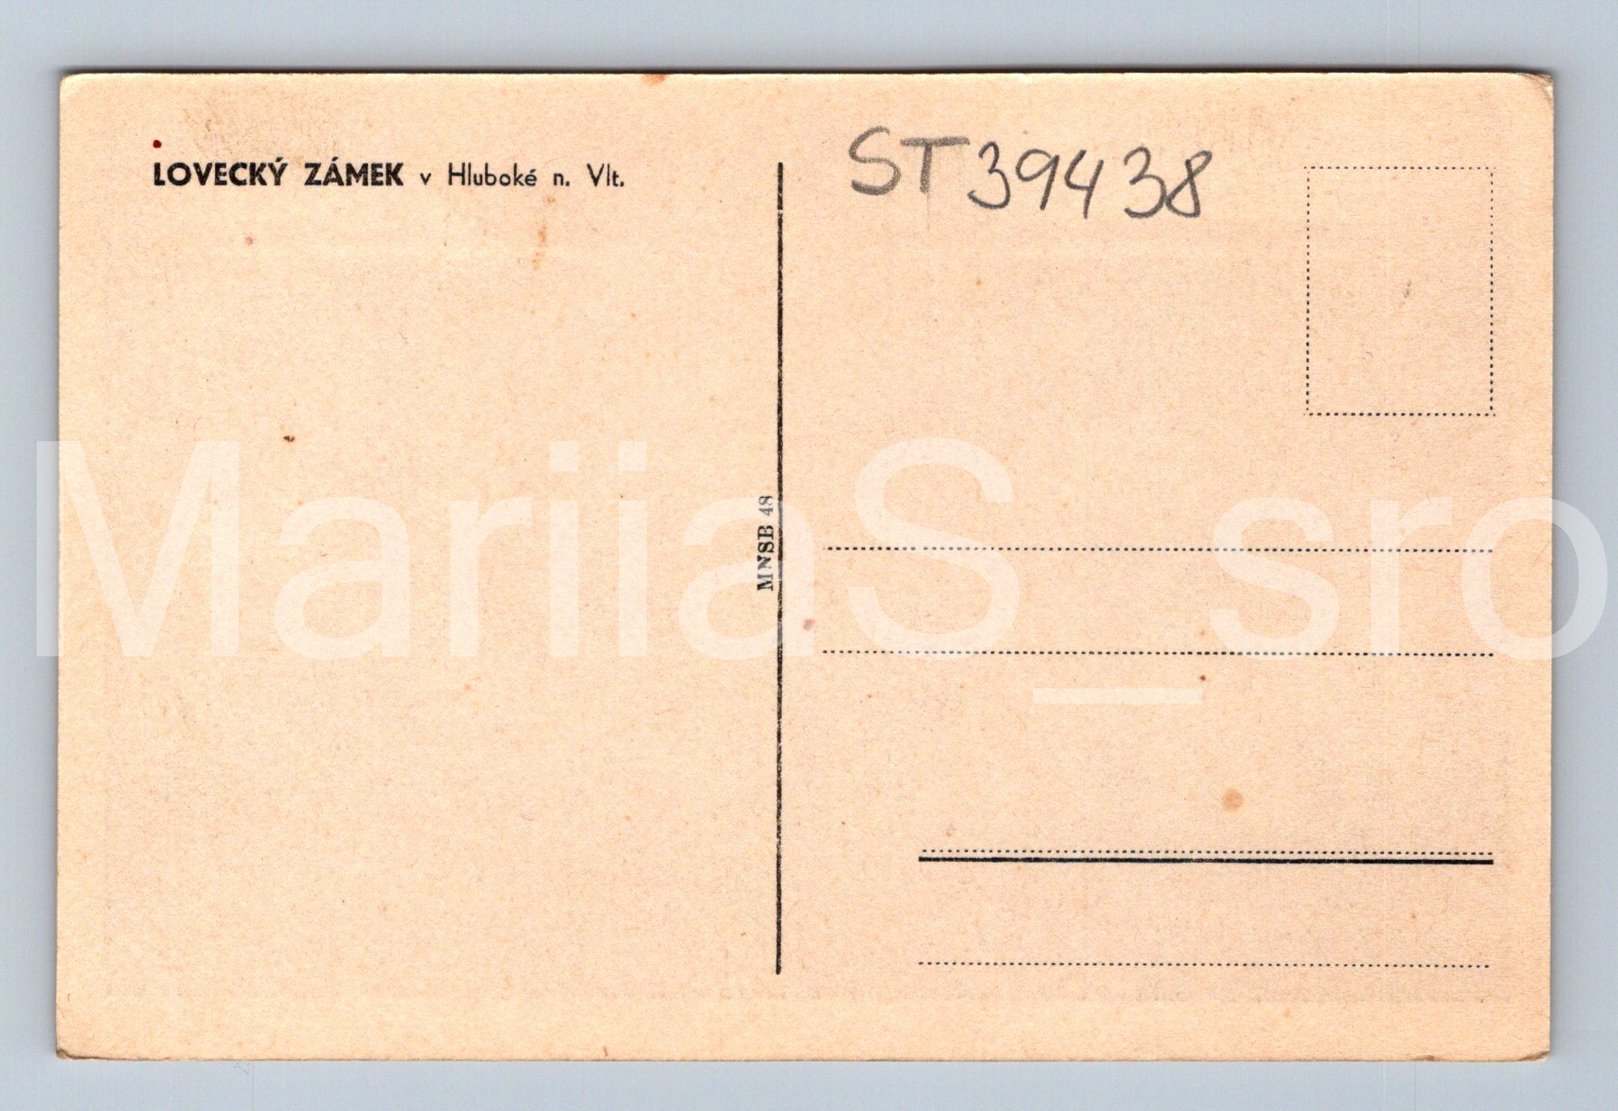 LOVECKÝ ZÁMEK v Hluboké n. Vlt.
ST39438
MNSB 48
MariiaS_sro